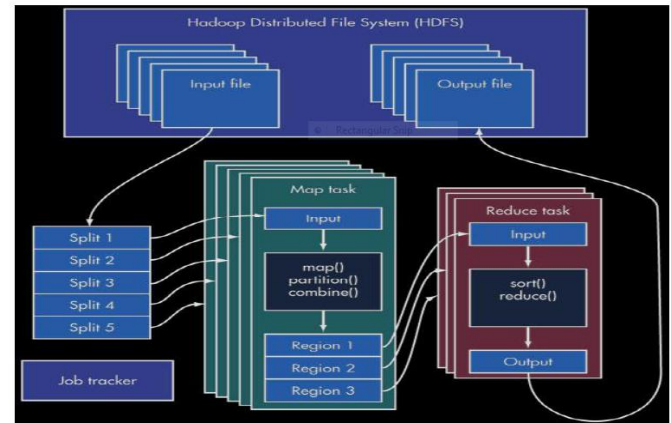 Hadoop Distributed File System (HDFS)
Input file
Output file
Rectangular Snip
Map task
Input
map()
partition()
combine()
Region 1
Region 2
Region 3
Reduce task
Input
sort()
reduce()
Output
Split 1
Split 2
Split 3
Split 4
Split 5
Job tracker